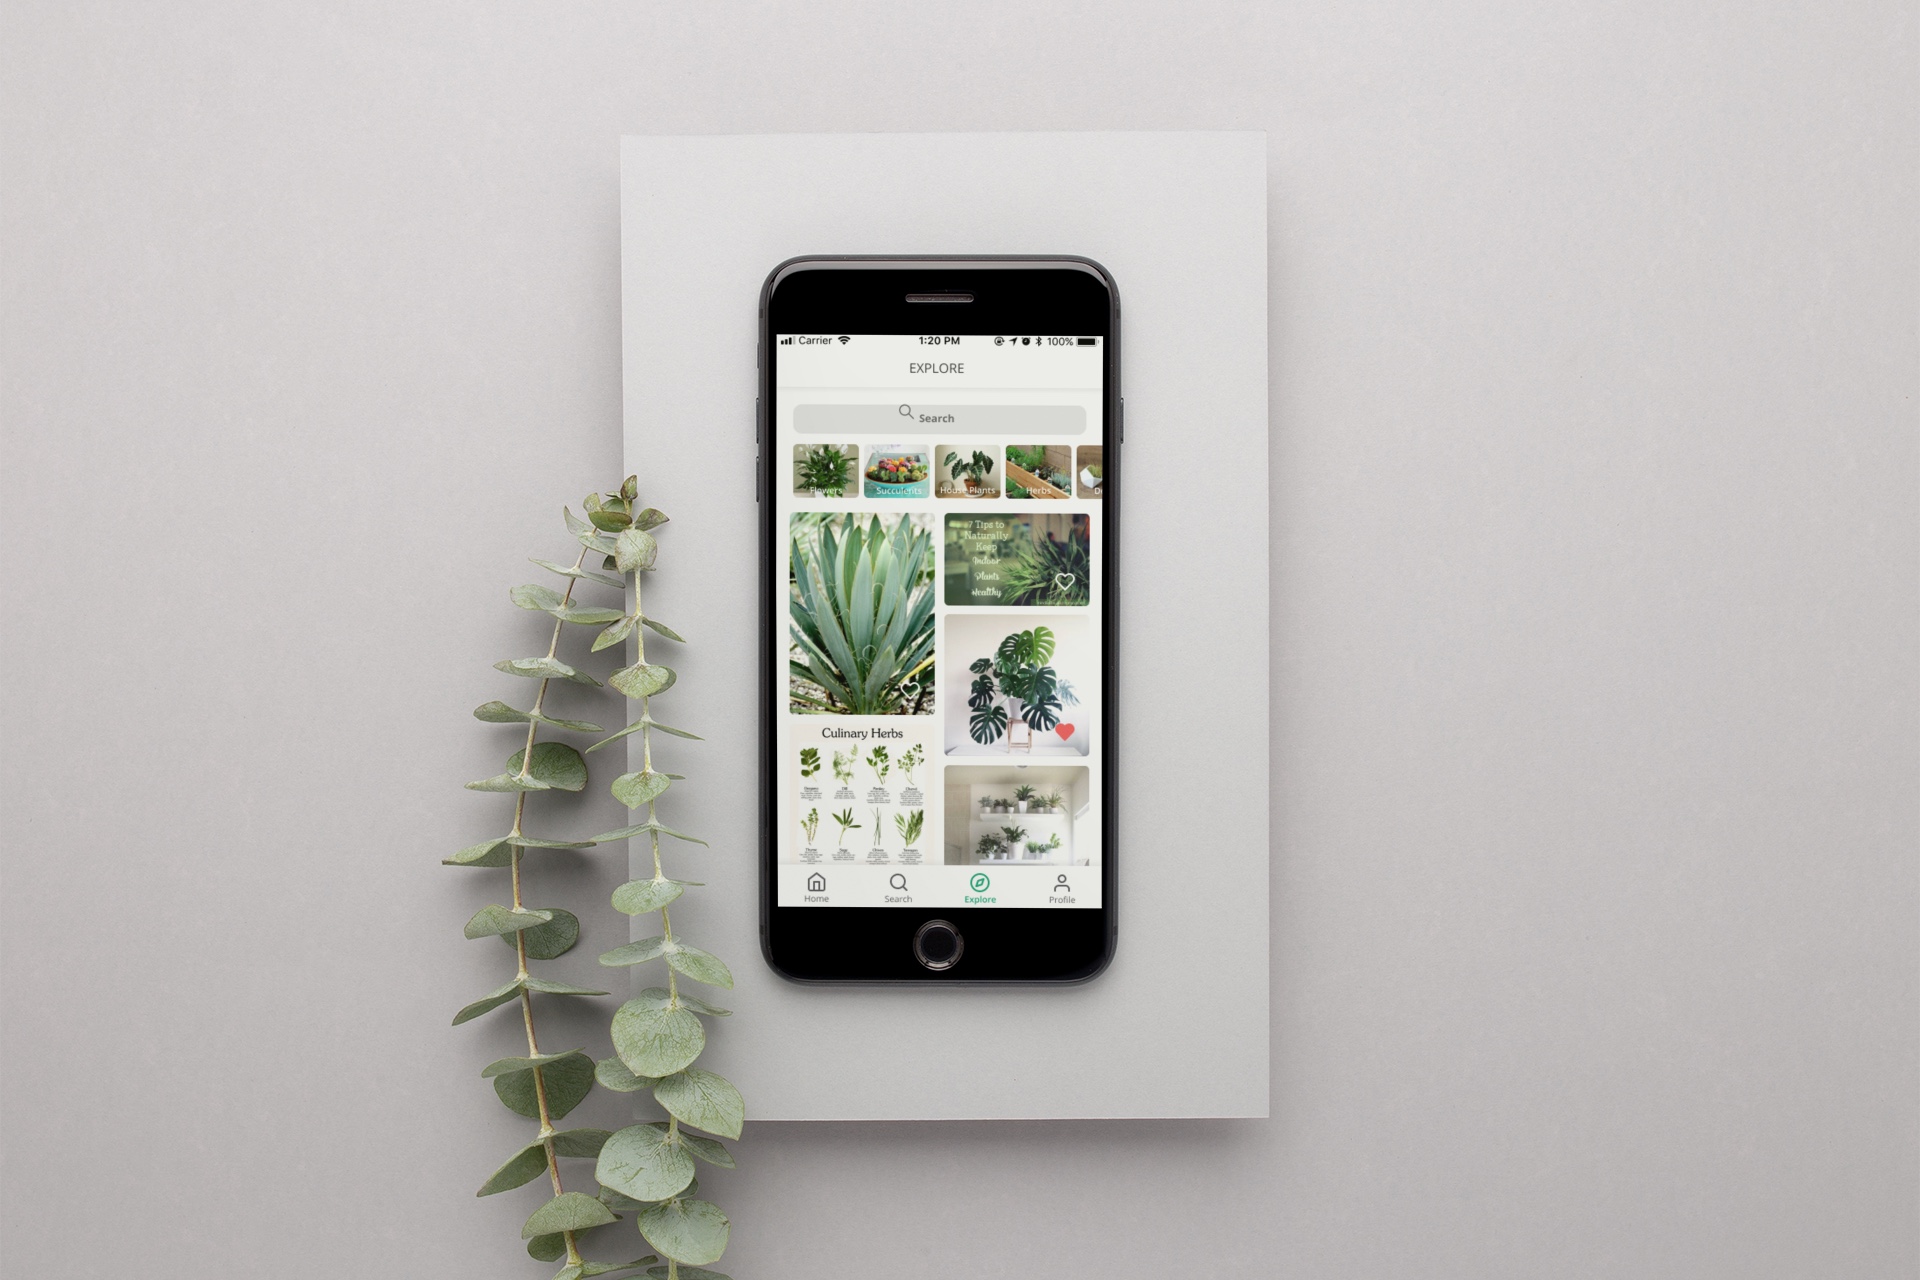 Carrier 1:20 PM 100%
EXPLORE
Search
Flowers Succulents House Plants Herbs
7 Tips to
Naturally
Keep
Indoor
Plants
Healthy
Culinary Herbs
Home Search Explore Profile